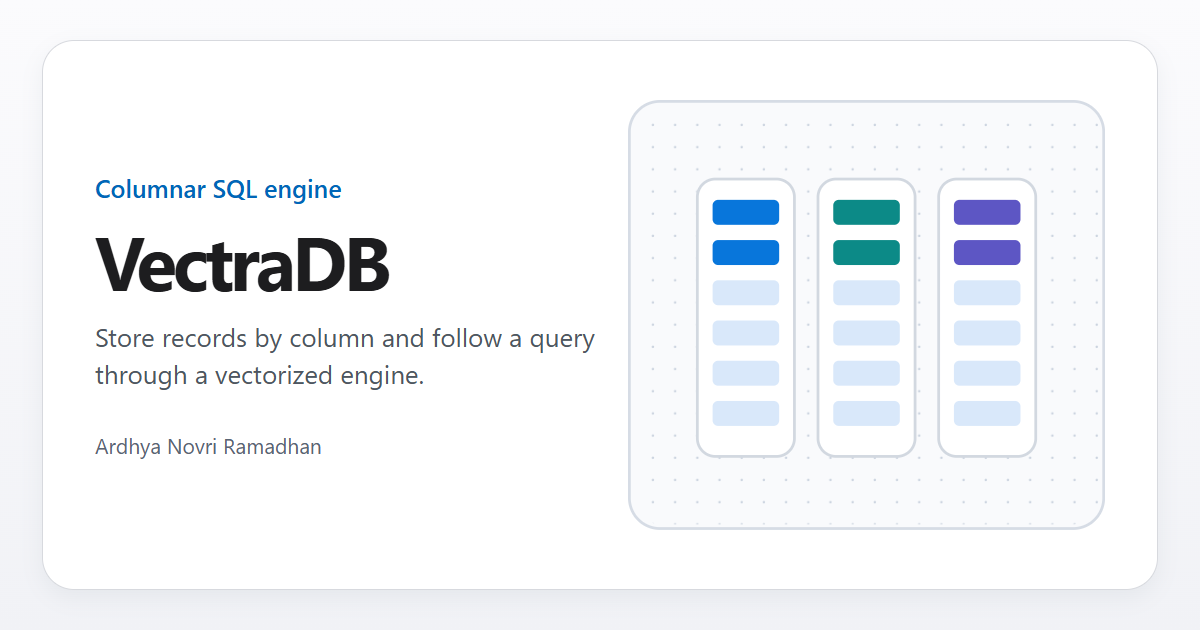 Columnar SQL engine
VectraDB
Store records by column and follow a query
through a vectorized engine.
Ardhya Novri Ramadhan